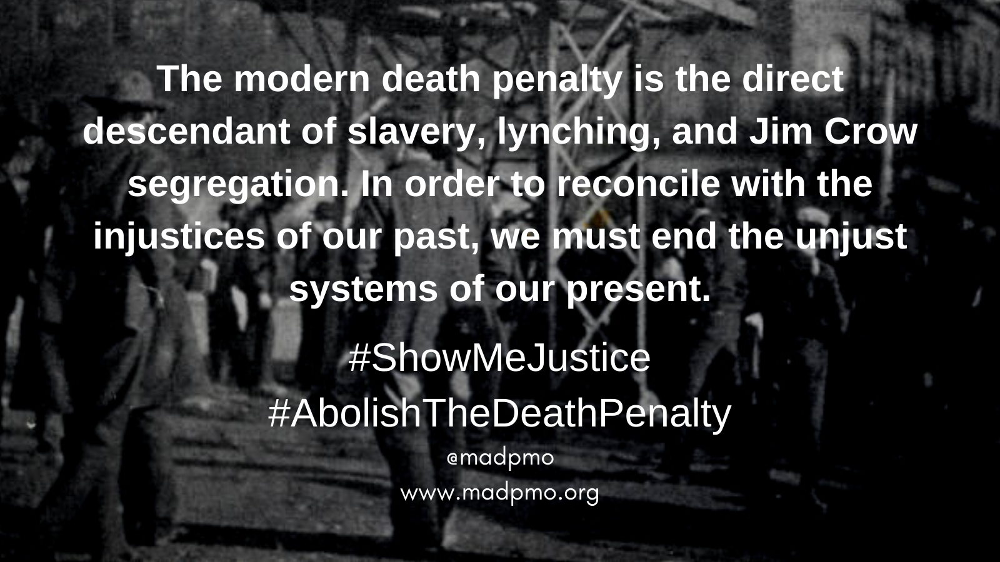 The modern death penalty is the direct
descendant of slavery, lynching, and Jim Crow
segregation. In order to reconcile with the
injustices of our past, we must end the unjust
systems of our present.
#ShowMeJustice
#AbolishTheDeathPenalty
@madpmo
www.madpmo.org